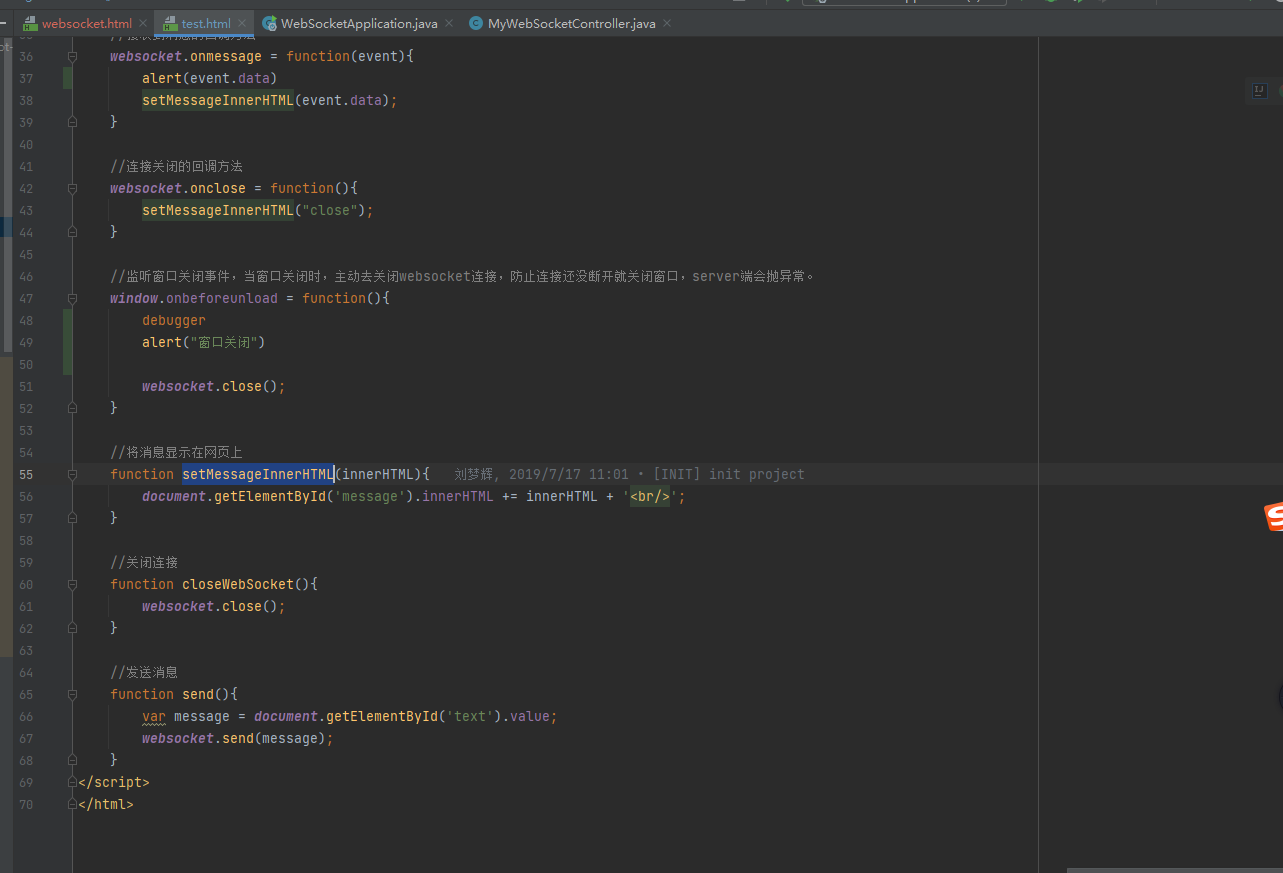 websocket.html test.html WebSocketApplication.java MyWebSocketController.java
36 websocket.onmessage = function(event){
37 alert(event.data)
38 setMessageInnerHTML(event.data);
39 }
40
41 //连接关闭的回调方法
42 websocket.onclose = function(){
43 setMessageInnerHTML("close");
44 }
45
46 //监听窗口关闭事件，当窗口关闭时，主动去关闭websocket连接，防止连接还没断开就关闭窗口，server端会抛异常。
47 window.onbeforeunload = function(){
48 debugger
49 alert("窗口关闭")
50
51 websocket.close();
52 }
53
54 //将消息显示在网页上
55 function setMessageInnerHTML(innerHTML){ 刘梦辉, 2019/7/17 11:01 · [INIT] init project
56 document.getElementById('message').innerHTML += innerHTML + '<br/>';
57 }
58
59 //关闭连接
60 function closeWebSocket(){
61 websocket.close();
62 }
63
64 //发送消息
65 function send(){
66 var message = document.getElementById('text').value;
67 websocket.send(message);
68 }
69 </script>
70 </html>